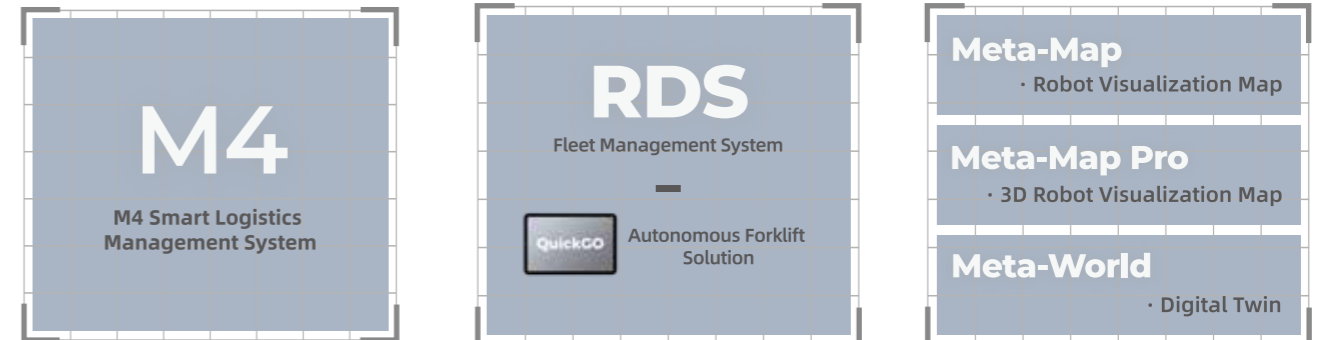 M4
M4 Smart Logistics
Management System
RDS
Fleet Management System
QuickGO
Autonomous Forklift
Solution
Meta-Map
· Robot Visualization Map
Meta-Map Pro
· 3D Robot Visualization Map
Meta-World
· Digital Twin